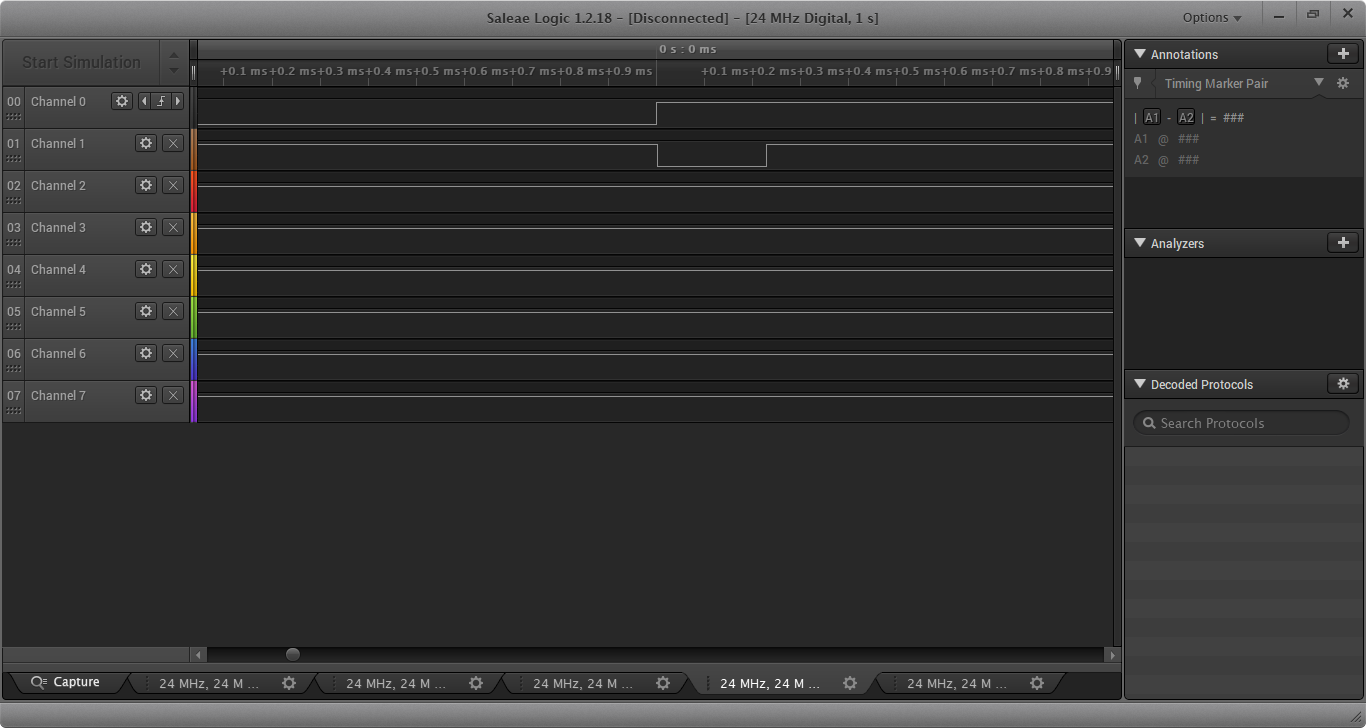 Saleae Logic 1.2.18 - [Disconnected] - [24 MHz Digital, 1 s]
Options
Start Simulation
0 s : 0 ms
+0.1 ms+0.2 ms+0.3 ms+0.4 ms+0.5 ms+0.6 ms+0.7 ms+0.8 ms+0.9 ms
+0.1 ms+0.2 ms+0.3 ms+0.4 ms+0.5 ms+0.6 ms+0.7 ms+0.8 ms+0.9
00 Channel 0
01 Channel 1
02 Channel 2
03 Channel 3
04 Channel 4
05 Channel 5
06 Channel 6
07 Channel 7
Annotations
Timing Marker Pair
| A1 - A2 | = ###
A1 @ ###
A2 @ ###
Analyzers
Decoded Protocols
Search Protocols
Capture
24 MHz, 24 M ...
24 MHz, 24 M ...
24 MHz, 24 M ...
24 MHz, 24 M ...
24 MHz, 24 M ...